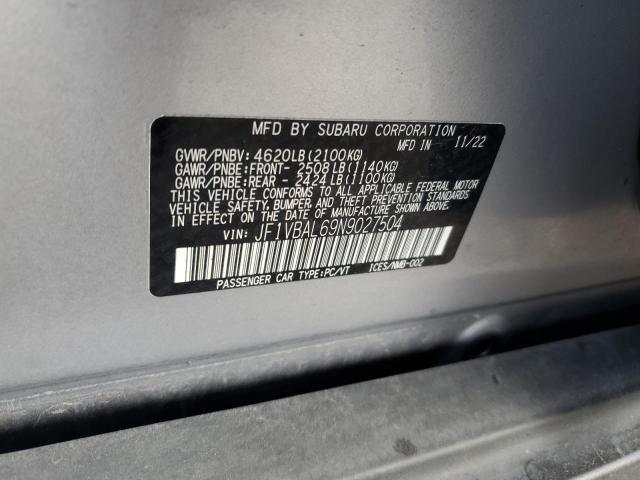 MFD BY SUBARU CORPORATION
MFD IN 11/22
GVWR/PNBV: 4620LB(2100KG)
GAWR/PNBE:FRONT- 2508LB(1140KG)
GAWR/PNBE:REAR - 2424LB(1100KG)
THIS VEHICLE CONFORMS TO ALL APPLICABLE FEDERAL MOTOR
VEHICLE SAFETY, BUMPER, AND THEFT PREVENTION STANDARDS
IN EFFECT ON THE DATE OF MANUFACTURE SHOWN ABOVE.
VIN: JF1VBAL69N9027504
PASSENGER CAR TYPE:PC/VT ICES/NMB-002